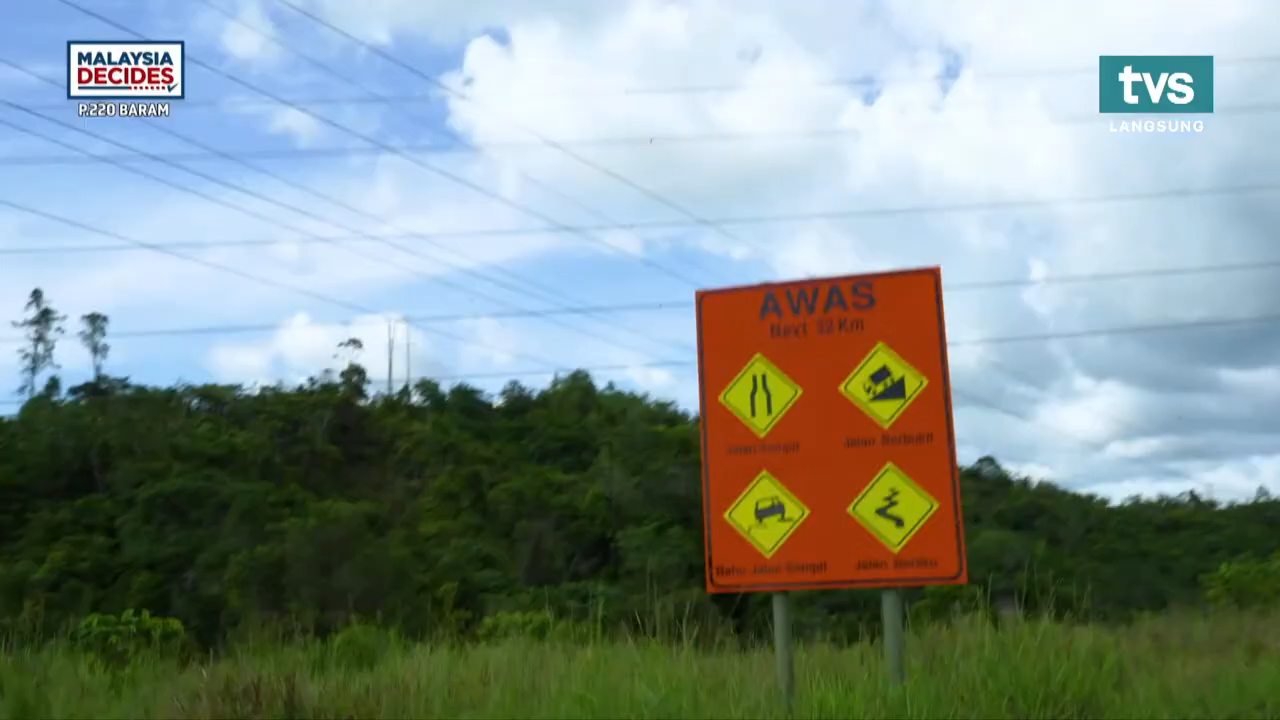 MALAYSIA
DECIDES
P.220 BARAM
tvs
LANGSUNG
AWAS
Next 32 Km
Jalan Sempit
Jalan Berbukit
Bahu Jalan Sempit
Jalan Berliku